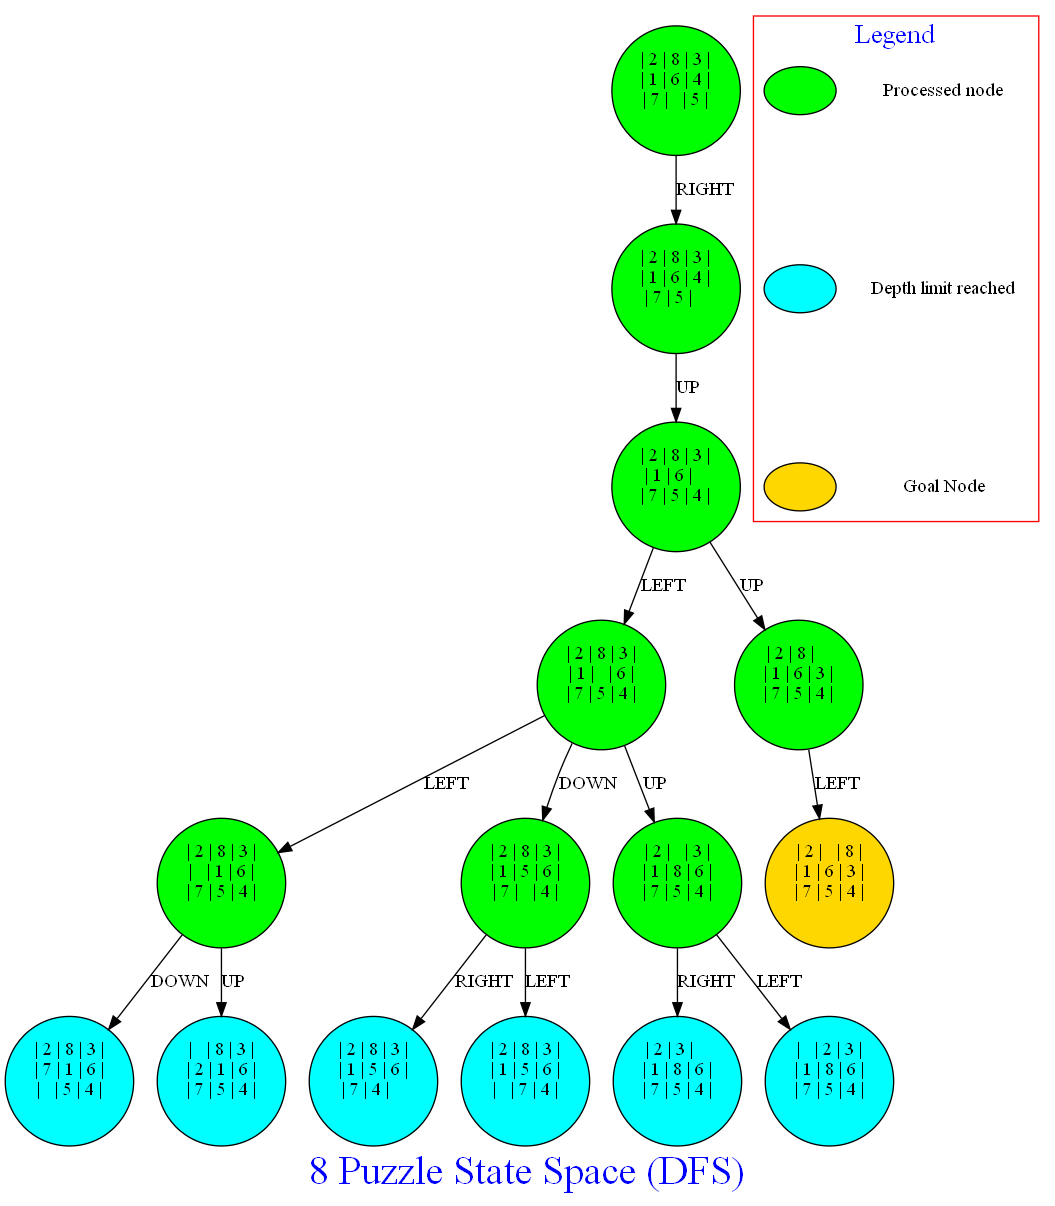 Legend
Processed node
Depth limit reached
Goal Node
| 2 | 8 | 3 |
| 1 | 6 | 4 |
| 7 |   | 5 |
RIGHT
| 2 | 8 | 3 |
| 1 | 6 | 4 |
| 7 | 5 |
UP
| 2 | 8 | 3 |
| 1 | 6 |
| 7 | 5 | 4 |
LEFT
UP
| 2 | 8 | 3 |
| 1 |   | 6 |
| 7 | 5 | 4 |
| 2 | 8 |
| 1 | 6 | 3 |
| 7 | 5 | 4 |
LEFT
DOWN
UP
LEFT
| 2 | 8 | 3 |
|   | 1 | 6 |
| 7 | 5 | 4 |
| 2 | 8 | 3 |
| 1 | 5 | 6 |
| 7 |   | 4 |
| 2 |   | 3 |
| 1 | 8 | 6 |
| 7 | 5 | 4 |
| 2 |   | 8 |
| 1 | 6 | 3 |
| 7 | 5 | 4 |
DOWN
UP
RIGHT
LEFT
RIGHT
LEFT
| 2 | 8 | 3 |
| 7 | 1 | 6 |
|   | 5 | 4 |
|   | 8 | 3 |
| 2 | 1 | 6 |
| 7 | 5 | 4 |
| 2 | 8 | 3 |
| 1 | 5 | 6 |
| 7 | 4 |
| 2 | 8 | 3 |
| 1 | 5 | 6 |
|   | 7 | 4 |
| 2 | 3 |
| 1 | 8 | 6 |
| 7 | 5 | 4 |
|   | 2 | 3 |
| 1 | 8 | 6 |
| 7 | 5 | 4 |
8 Puzzle State Space (DFS)